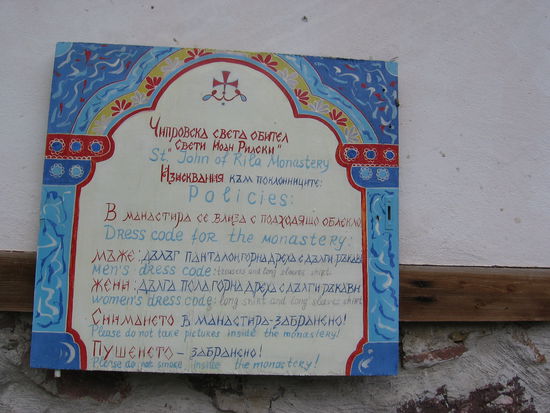 Чипровска света обител
"Свети Иоан Рилски"
St. John of Rila Monastery
Изисквания към поклонниците:
Policies:
В манастира се влиза с подходящо облекло
Dress code for the monastery:
мъже: дълъг панталон, горна дреха с дълги ръкави
men's dress code: trousers and long sleaves shirt
жени: дълга пола, горна дреха с дълги ръкави
women's dress code: long skirt and long slaves shirt
Снимането в манастира - забранено!
Please do not take pictures inside the monastery!
Пушенето - забранено!
Please do not smoke inside the monastery!